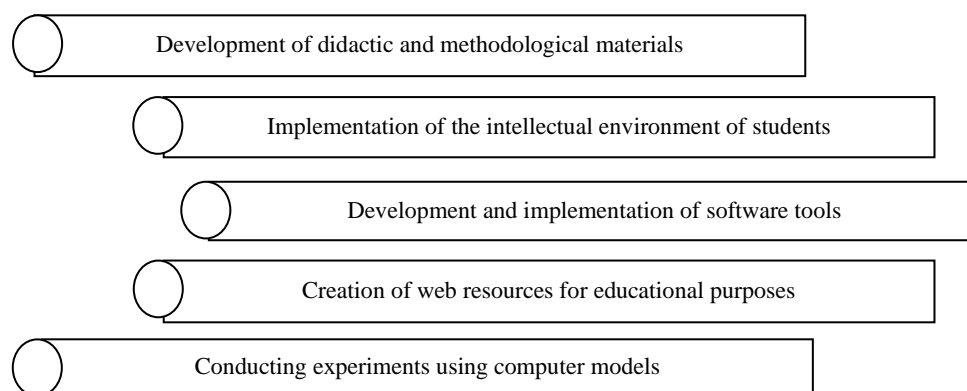 Development of didactic and methodological materials
Implementation of the intellectual environment of students
Development and implementation of software tools
Creation of web resources for educational purposes
Conducting experiments using computer models